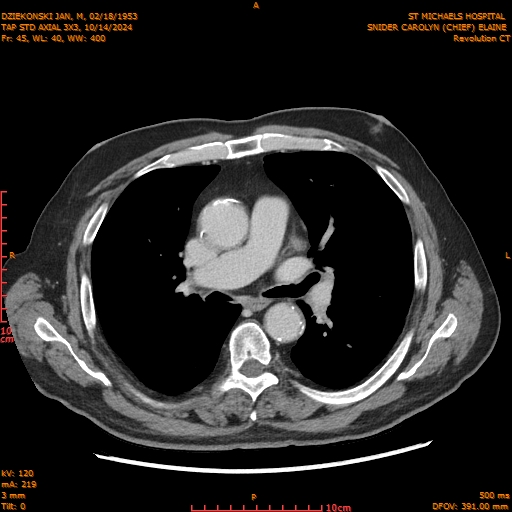 A
DZIEKONSKI JAN, M, 02/18/1953
TAP STD AXIAL 3X3, 10/14/2024
Fr: 45, WL: 40, WW: 400
ST MICHAELS HOSPITAL
SNIDER CAROLYN (CHIEF) ELAINE
Revolution CT
R
L
10
cm
kV: 120
mA: 219
3 mm
Tilt: 0
P
10cm
500 ms
DFOV: 391.00 mm